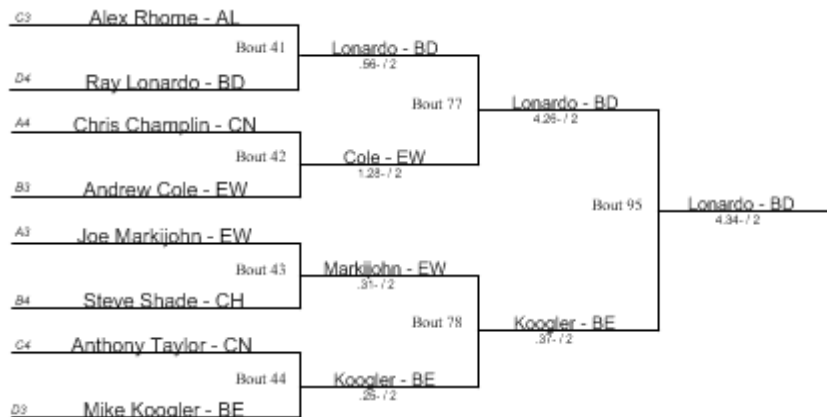 C3 Alex Rhome - AL
Bout 41
Lonardo - BD
.56- / 2
D4 Ray Lonardo - BD
Bout 77
Lonardo - BD
4.26- / 2
A4 Chris Champlin - CN
Bout 42
Cole - EW
1.28- / 2
B3 Andrew Cole - EW
Bout 95
Lonardo - BD
4.34- / 2
A3 Joe Markijohn - EW
Bout 43
Markijohn - EW
.31- / 2
B4 Steve Shade - CH
Bout 78
Koogler - BE
.37- / 2
C4 Anthony Taylor - CN
Bout 44
Koogler - BE
.25- / 2
D3 Mike Koogler - BE